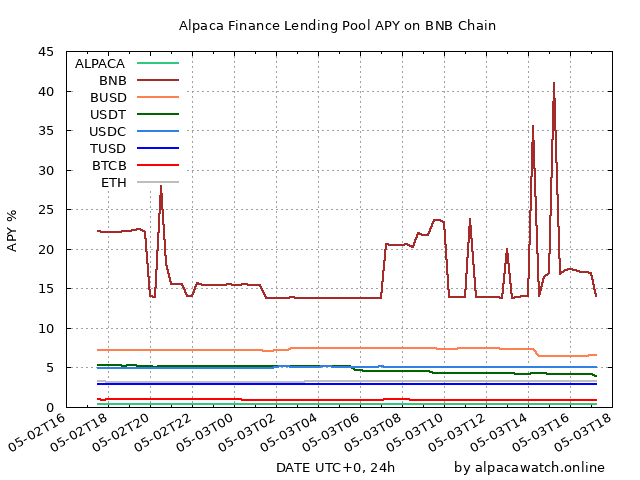 Alpaca Finance Lending Pool APY on BNB Chain
APY %
45
40
35
30
25
20
15
10
5
0
ALPACA
BNB
BUSD
USDT
USDC
TUSD
BTCB
ETH
05-02T16
05-02T18
05-02T20
05-02T22
05-03T00
05-03T02
05-03T04
05-03T06
05-03T08
05-03T10
05-03T12
05-03T14
05-03T16
05-03T18
DATE UTC+0, 24h
by alpacawatch.online